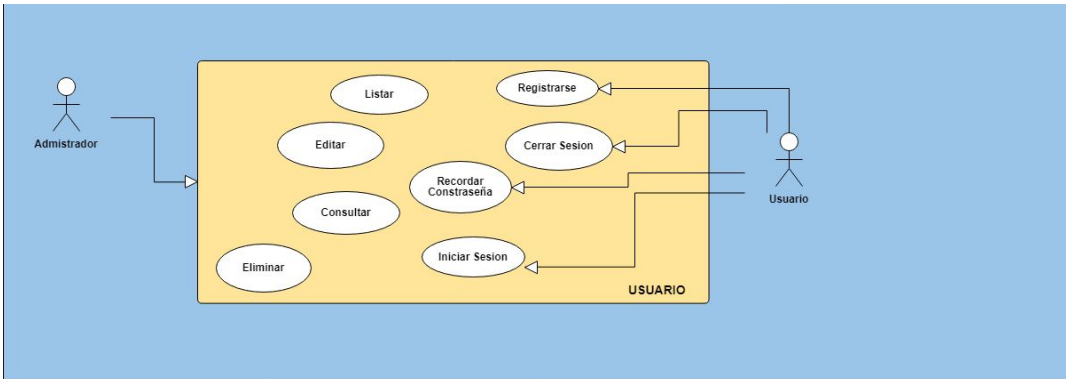 Listar
Registrarse
Admistrador
Editar
Cerrar Sesion
Recordar
Constraseña
Usuario
Consultar
Iniciar Sesion
Eliminar
USUARIO